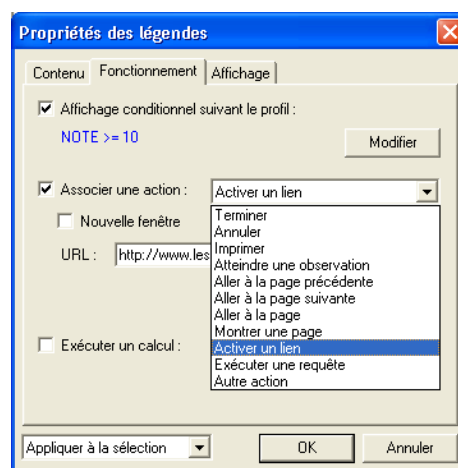 Propriétés des légendes
Contenu Fonctionnement Affichage
Affichage conditionnel suivant le profil :
NOTE >= 10
Modifier
Associer une action : Activer un lien
Nouvelle fenêtre
URL : http://www.les
Terminer
Annuler
Imprimer
Atteindre une observation
Aller à la page précédente
Aller à la page suivante
Aller à la page
Montrer une page
Activer un lien
Exécuter une requête
Autre action
Exécuter un calcul :
Appliquer à la sélection OK Annuler